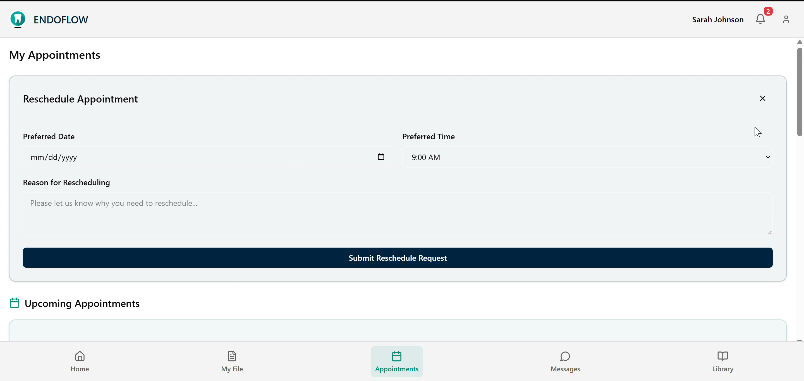 ENDOFLOW
Sarah Johnson
2
My Appointments
Reschedule Appointment
Preferred Date
Preferred Time
mm/dd/yyyy
9:00 AM
Reason for Rescheduling
Please let us know why you need to reschedule...
Submit Reschedule Request
Upcoming Appointments
Home
My File
Appointments
Messages
Library